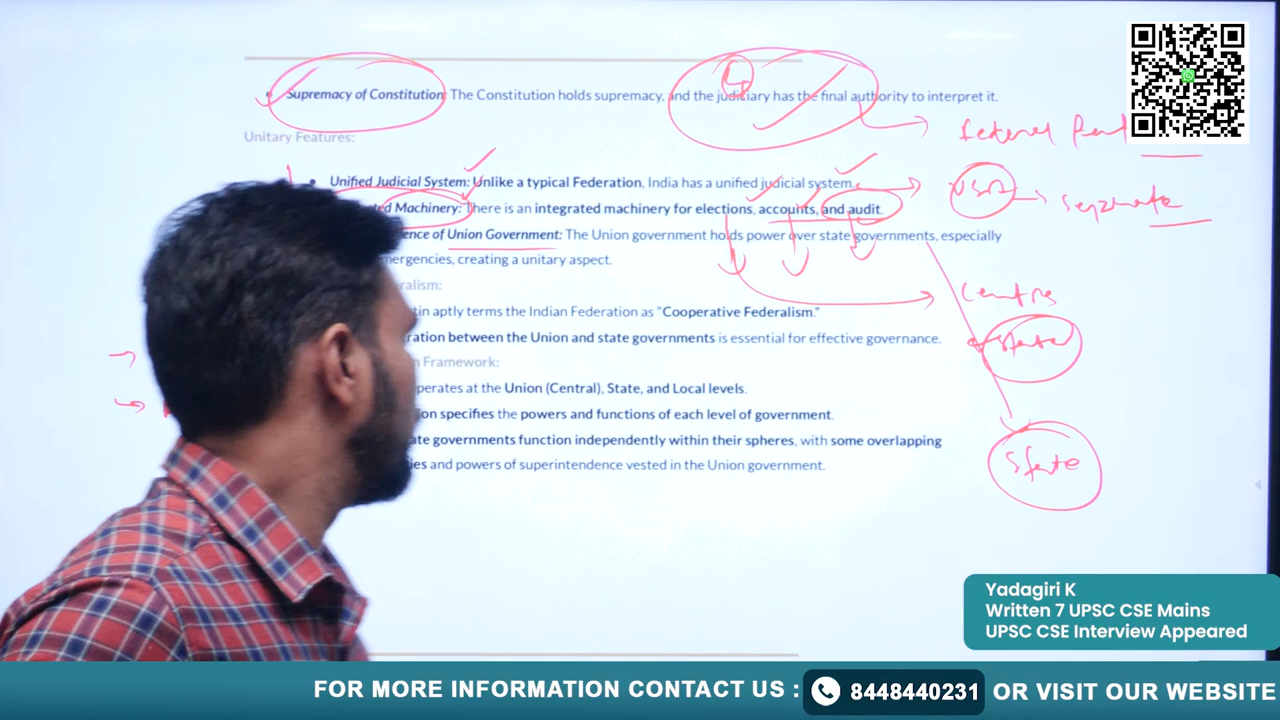 Supremacy of Constitution: The Constitution holds supremacy, and the judiciary has the final authority to interpret it.
Unitary Features:
Unified Judicial System: Unlike a typical Federation, India has a unified judicial system.
USA
Separate
ted Machinery: There is an integrated machinery for elections, accounts, and audit.
ence of Union Government: The Union government holds power over state governments, especially
mergencies, creating a unitary aspect.
ralism:
Centre
State
tin aptly terms the Indian Federation as "Cooperative Federalism."
ration between the Union and state governments is essential for effective governance.
Framework:
perates at the Union (Central), State, and Local levels.
ion specifies the powers and functions of each level of government.
ate governments function independently within their spheres, with some overlapping
ies and powers of superintendence vested in the Union government.
State
Yadagiri K
Written 7 UPSC CSE Mains
UPSC CSE Interview Appeared
FOR MORE INFORMATION CONTACT US : 8448440231 OR VISIT OUR WEBSITE